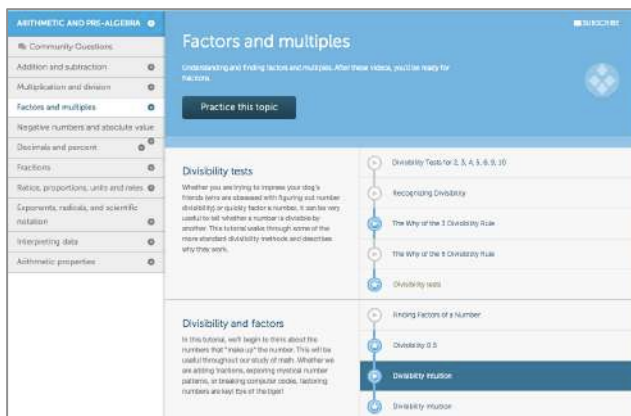 ARITHMETIC AND PRE-ALGEBRA
SUBSCRIBE
Community Questions
Addition and subtraction
Multiplication and division
Factors and multiples
Negative numbers and absolute value
Decimals and percent
Fractions
Ratios, proportions, units and rates
Exponents, radicals, and scientific
notation
Interpreting data
Arithmetic properties
Factors and multiples
Understanding and finding factors and multiples. After these videos, you'll be ready for
fractions.
Practice this topic
Divisibility tests
Whether you are trying to impress your dog's
friends (who are obsessed with figuring out number
divisibility) or quickly factor a number, it can be very
useful to tell whether a number is divisible by
another. This tutorial walks through some of the
more standard divisibility methods and describes
why they work.
Divisibility Tests for 2, 3, 4, 5, 6, 9, 10
Recognizing Divisibility
The Why of the 3 Divisibility Rule
The Why of the 9 Divisibility Rule
Divisibility tests
Divisibility and factors
In this tutorial, we'll begin to think about the
numbers that "make up" the number. This will be
useful throughout our study of math. Whether we
are adding fractions, exploring mystical number
patterns, or breaking computer codes, factoring
numbers are key! Eye of the tiger!
Finding Factors of a Number
Divisibility 0.5
Divisibility intuition
Divisibility intuition